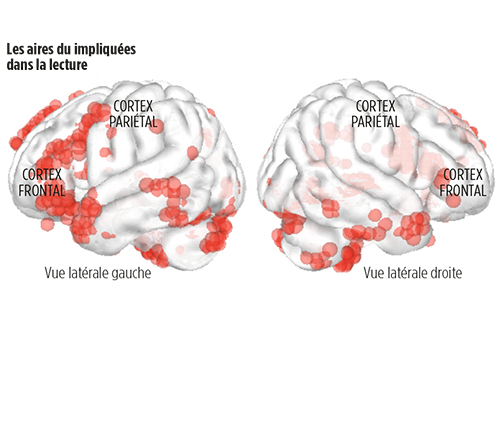 Les aires du impliquées
dans la lecture
CORTEX
PARIÉTAL
CORTEX
FRONTAL
Vue latérale gauche
CORTEX
PARIÉTAL
CORTEX
FRONTAL
Vue latérale droite